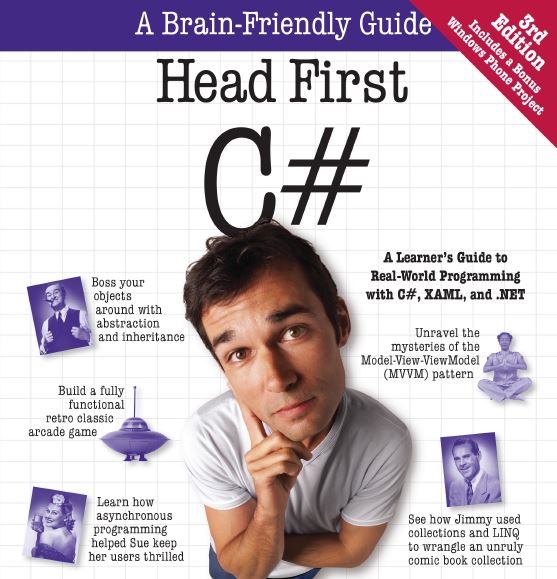 A Brain-Friendly Guide
3rd
Edition
Includes a Bonus
Windows Phone Project
Head First
C#
A Learner's Guide to
Real-World Programming
with C#, XAML, and .NET
Boss your
objects
around with
abstraction
and inheritance
Unravel the
mysteries of the
Model-View-ViewModel
(MVVM) pattern
Build a fully
functional
retro classic
arcade game
Learn how
asynchronous
programming
helped Sue keep
her users thrilled
See how Jimmy used
collections and LINQ
to wrangle an unruly
comic book collection